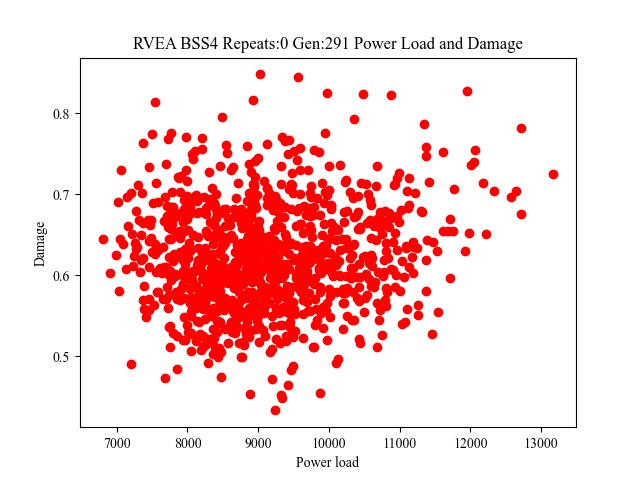 RVEA BSS4 Repeats:0 Gen:291 Power Load and Damage
0.8
0.7
0.6
0.5
Damage
7000 8000 9000 10000 11000 12000 13000
Power load